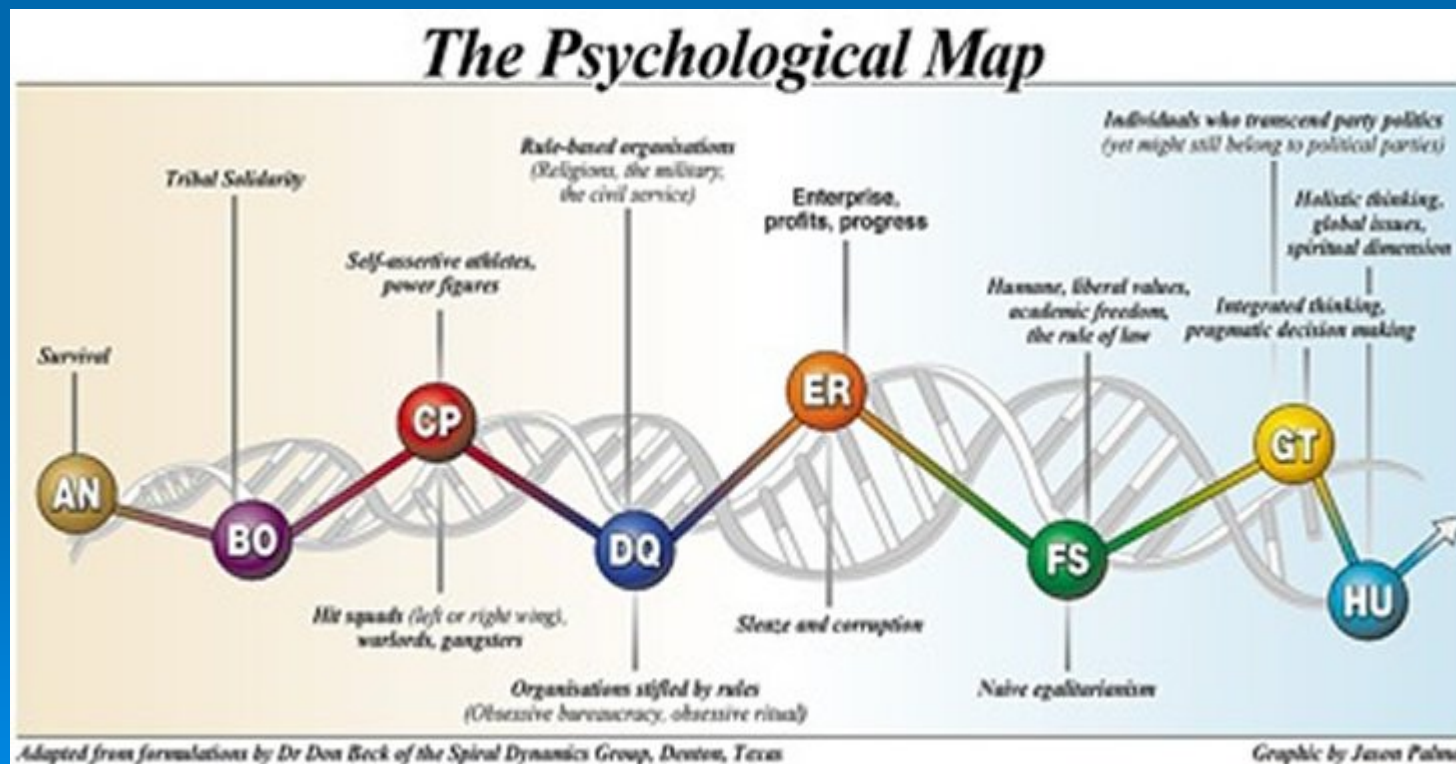 The Psychological Map
Individuals who transcend party politics
(yet might still belong to political parties)
Rule-based organisations
(Religions, the military,
the civil service)
Tribal Solidarity
Enterprise,
profits, progress
Holistic thinking,
global issues,
spiritual dimension
Self-assertive athletes,
power figures
Humane, liberal values,
academic freedom,
the rule of law
Integrated thinking,
pragmatic decision making
Survival
AN
BO
CP
DQ
ER
FS
GT
HU
Hit squads (left or right wing),
warlords, gangsters
Sleaze and corruption
Organisations stifled by rules
(Obsessive bureaucracy, obsessive ritual)
Naive egalitarianism
Adapted from formulations by Dr Don Beck of the Spiral Dynamics Group, Denton, Texas
Graphic by Jason Palm